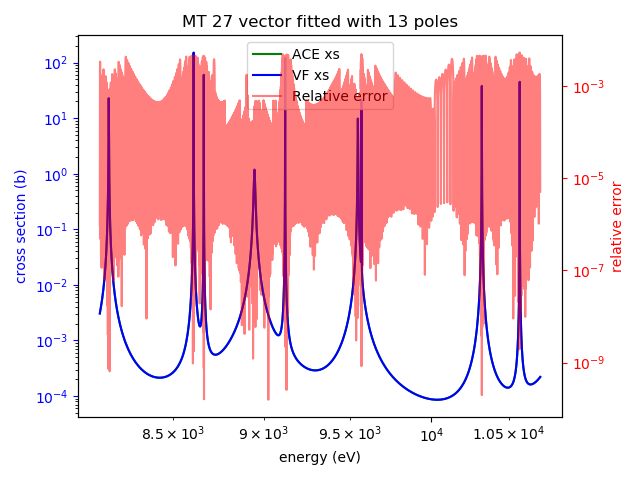 MT 27 vector fitted with 13 poles
ACE xs
VF xs
Relative error
10²
10¹
10⁰
10⁻¹
10⁻²
10⁻³
10⁻⁴
cross section (b)
10⁻³
10⁻⁵
10⁻⁷
10⁻⁹
relative error
8.5 × 10³ 9 × 10³ 9.5 × 10³ 10⁴ 1.05 × 10⁴
energy (eV)